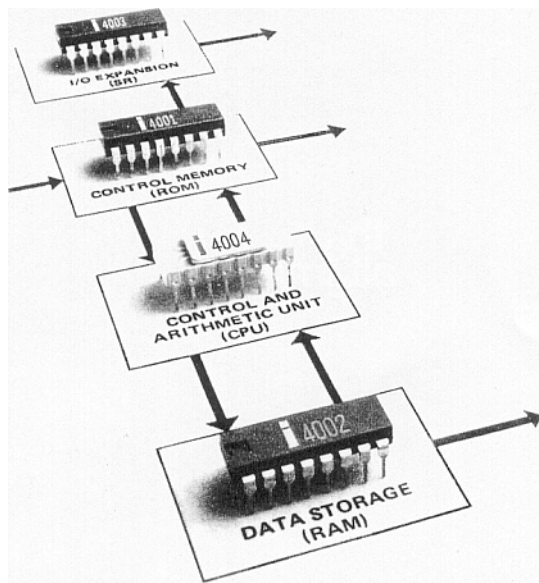 i 4003
I/O EXPANSION
(SR)
i 4001
CONTROL MEMORY
(ROM)
i 4004
CONTROL AND
ARITHMETIC UNIT
(CPU)
i 4002
DATA STORAGE
(RAM)